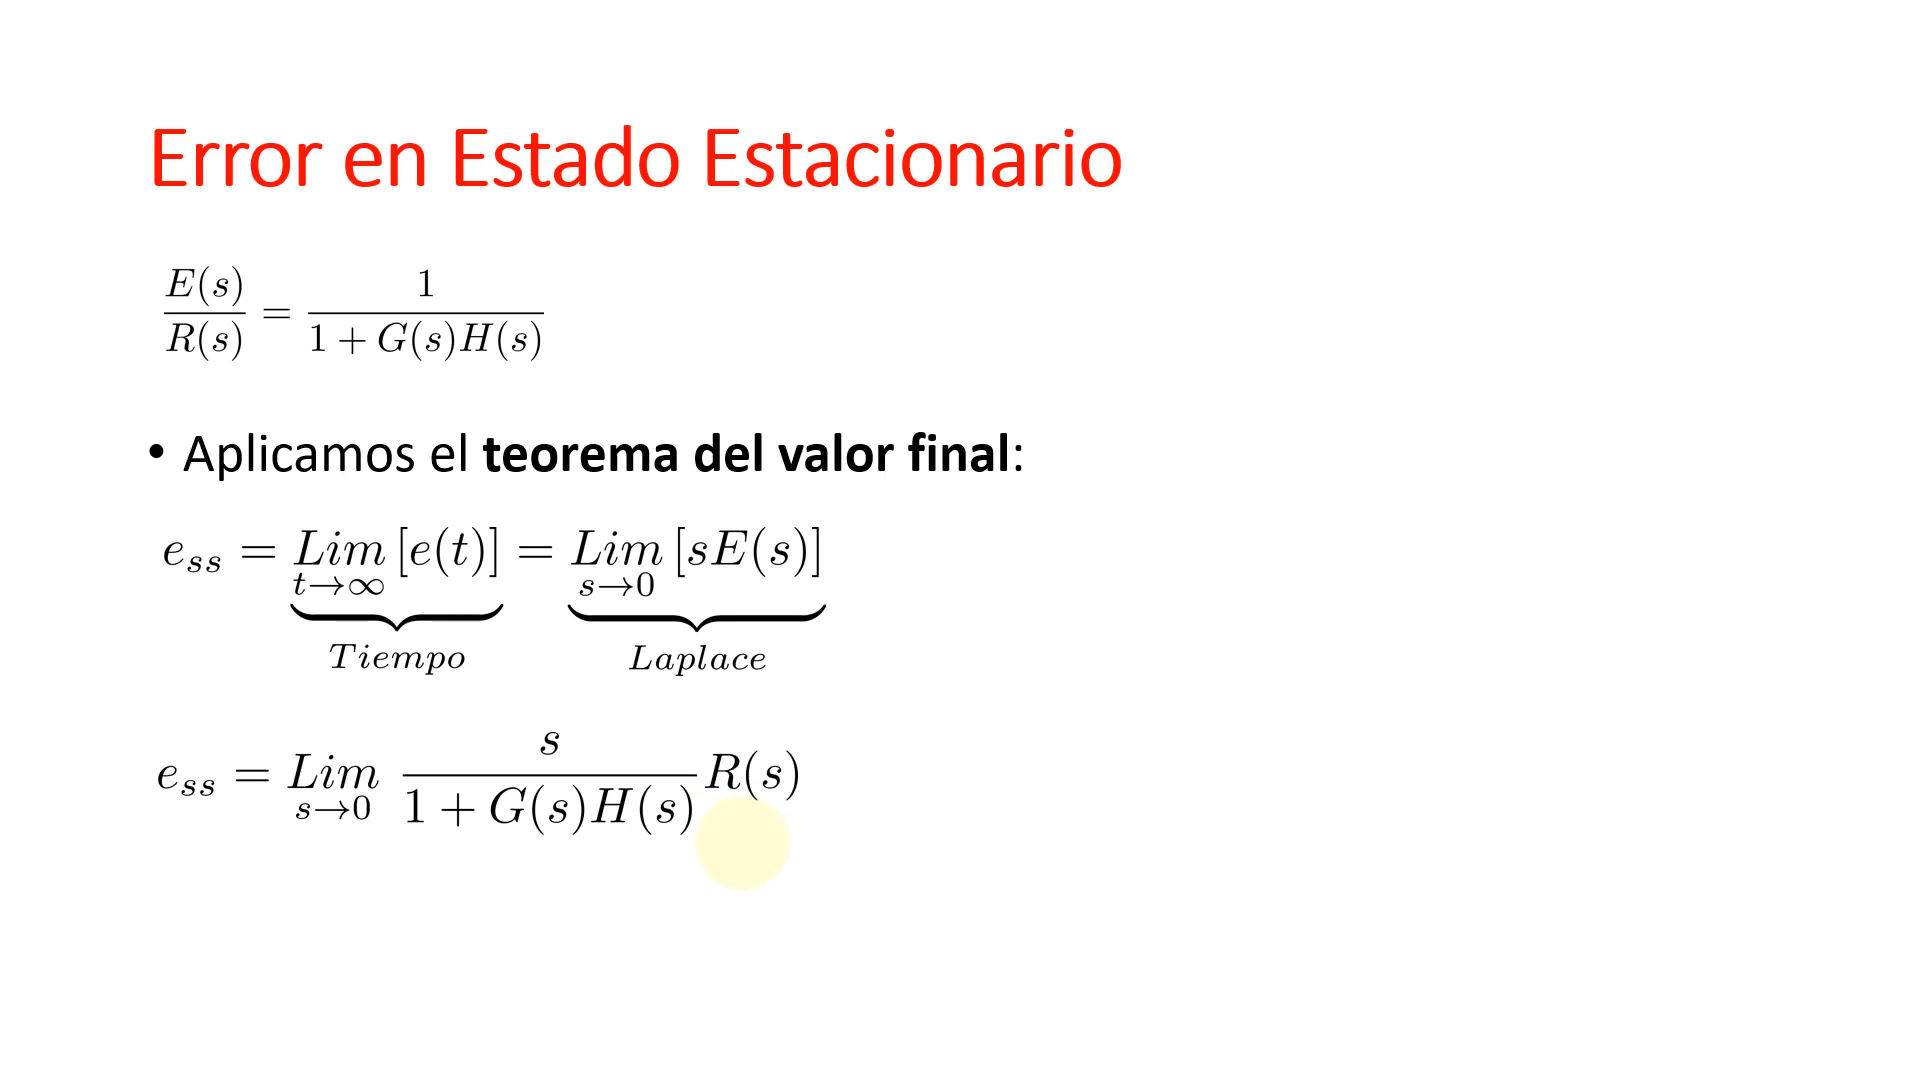 Error en Estado Estacionario
E(s)/R(s) = 1/(1 + G(s)H(s))
• Aplicamos el teorema del valor final:
e_ss = Lim_{t→∞} [e(t)] = Lim_{s→0} [sE(s)]
Tiempo Laplace
e_ss = Lim_{s→0} s/(1 + G(s)H(s)) R(s)